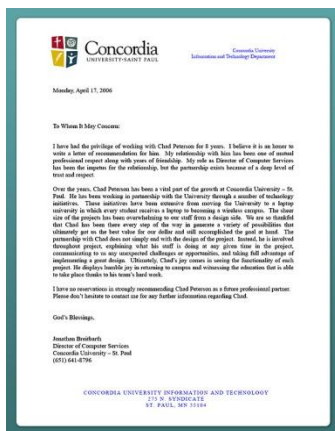 Concordia
UNIVERSITY-SAINT PAUL
Concordia University
Information and Technology Department
Monday, April 17, 2006
To Whom It May Concern:
I have had the privilege of working with Chad Peterson for 8 years. I believe it is an honor to
write a letter of recommendation for him. My relationship with him has been one of mutual
professional respect along with years of friendship. My role as Director of Computer Services
has been the impetus for the relationship, but the partnership exists because of a deep level of
trust and respect.
Over the years, Chad Peterson has been a vital part of the growth at Concordia University – St.
Paul. He has been working in partnership with the University through a number of technology
initiatives. These initiatives have been extensive from moving the University to a laptop
university in which every student receives a laptop to becoming a wireless campus. The sheer
size of the projects has been overwhelming to our staff from a design side. We are so thankful
that Chad has been there every step of the way in generate a variety of possibilities that
ultimately got us the best value for our dollar and still accomplished the goal at hand. The
partnership with Chad does not simply end with the design of the project. Instead, he is involved
throughout project, explaining what his staff is doing at any given time in the project,
communicating to us any unexpected challenges or opportunities, and taking full advantage of
implementing a great design. Ultimately, Chad's joy comes in seeing the functionality of each
project. He displays humble joy in returning to campus and witnessing the education that is able
to take place thanks to his team's hard work.
I have no reservations in strongly recommending Chad Peterson as a future professional partner.
Please don't hesitate to contact me for any further information regarding Chad.
God's Blessings,
Jonathan Breitbarth
Director of Computer Services
Concordia University – St. Paul
(651) 641-8796
CONCORDIA UNIVERSITY INFORMATION AND TECHNOLOGY
275 N. SYNDICATE
ST. PAUL, MN 55104